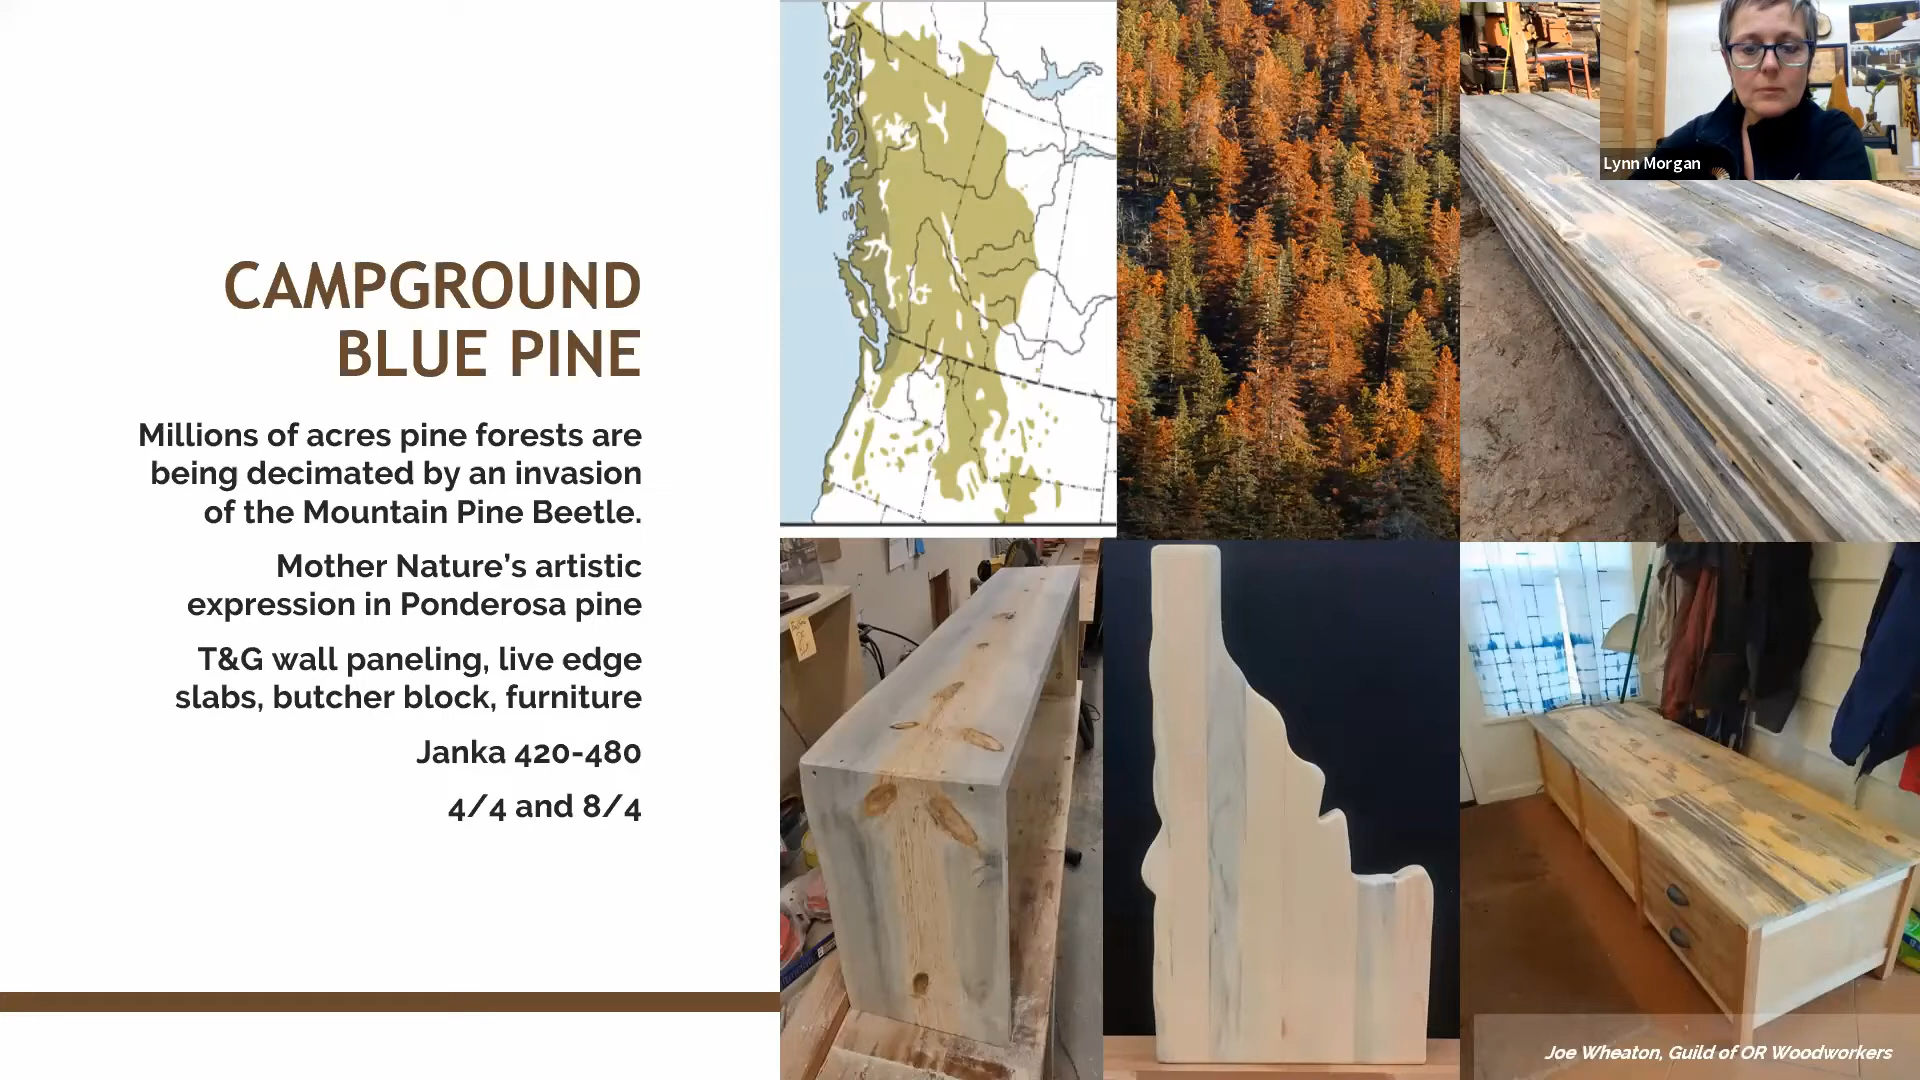 CAMPGROUND
BLUE PINE
Millions of acres pine forests are
being decimated by an invasion
of the Mountain Pine Beetle.
Mother Nature’s artistic
expression in Ponderosa pine
T&G wall paneling, live edge
slabs, butcher block, furniture
Janka 420-480
4/4 and 8/4
Lynn Morgan
Joe Wheaton, Guild of OR Woodworkers